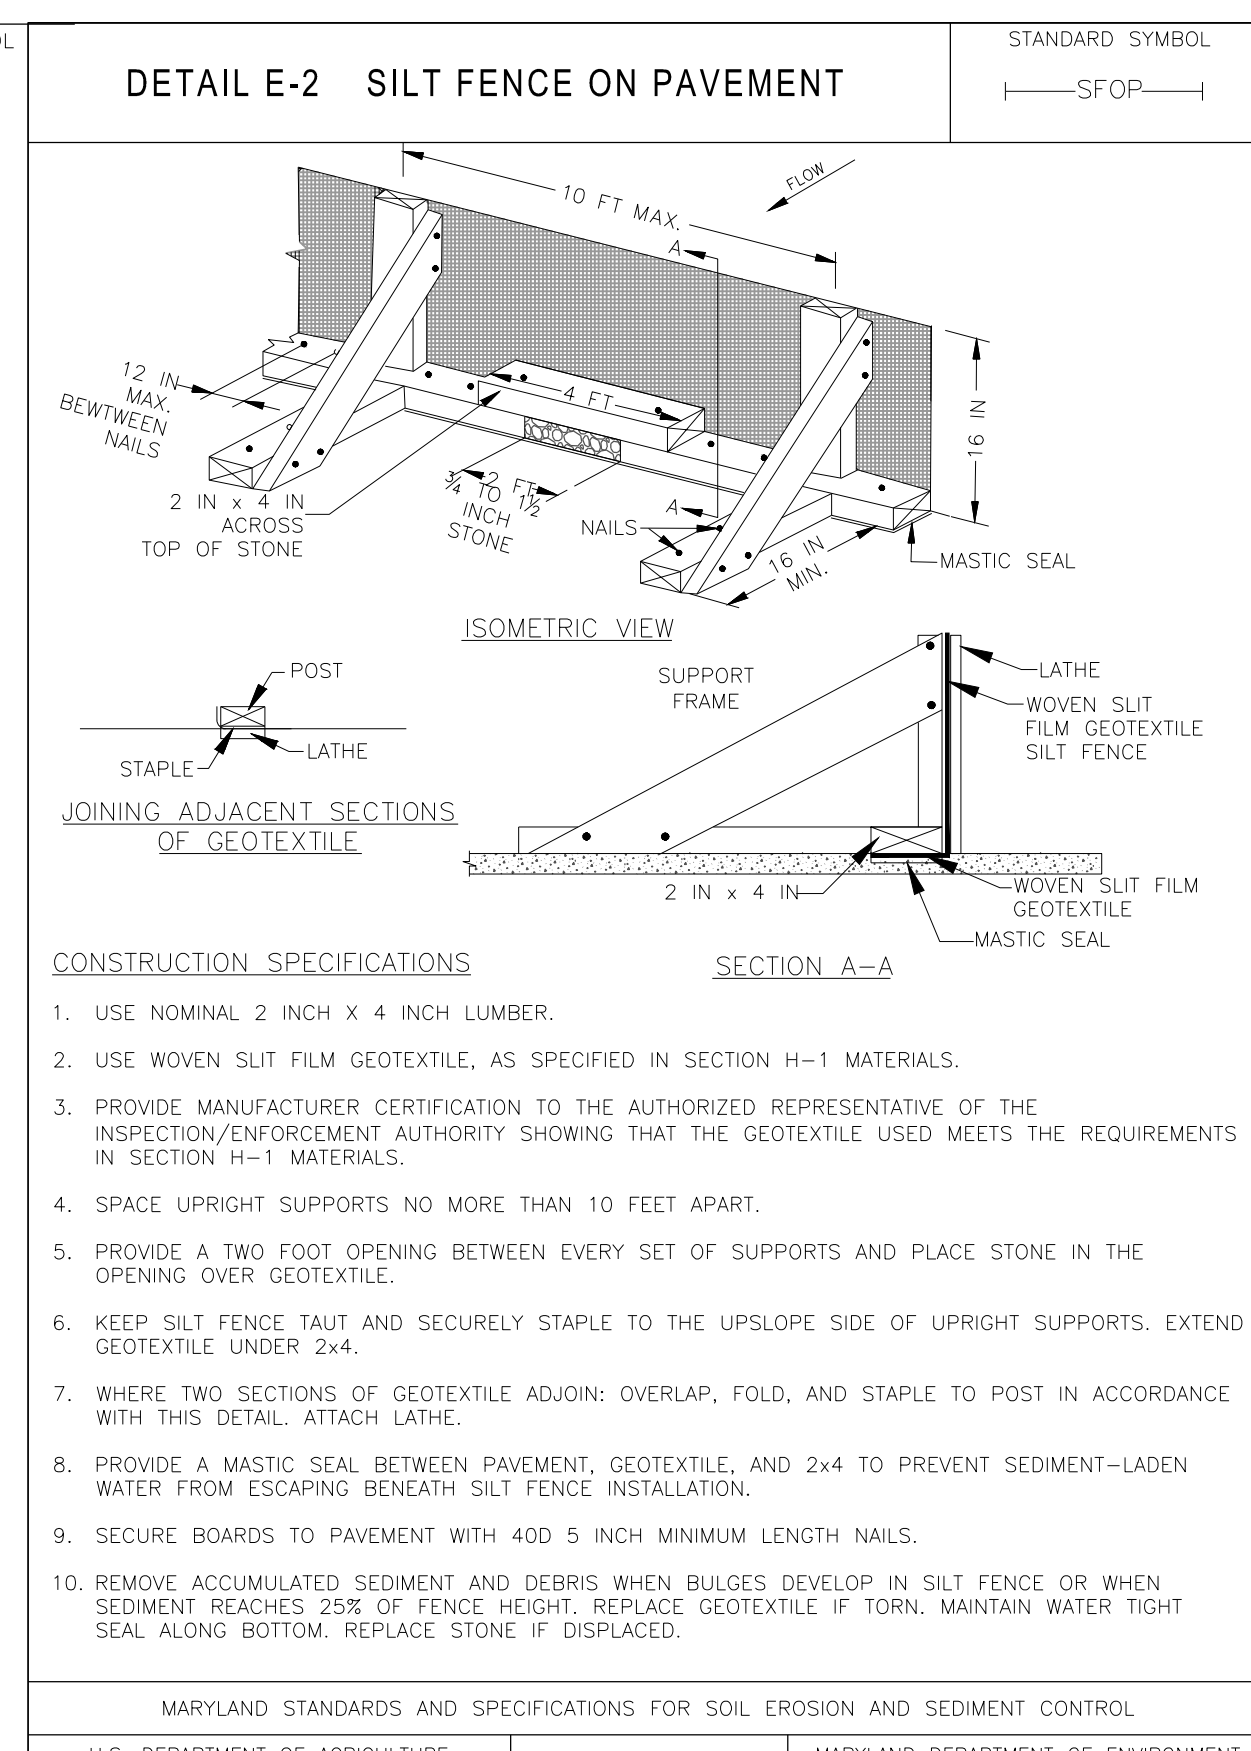 OL
DETAIL E-2 SILT FENCE ON PAVEMENT
STANDARD SYMBOL
SFOP
10 FT MAX.
FLOW
A
12 IN
MAX.
BEWTWEEN
NAILS
4 FT
16 IN
2 FT
¾ TO 1½
INCH
STONE
2 IN x 4 IN
ACROSS
TOP OF STONE
A
NAILS
16 IN
MIN.
MASTIC SEAL
ISOMETRIC VIEW
POST
LATHE
STAPLE
JOINING ADJACENT SECTIONS
OF GEOTEXTILE
SUPPORT
FRAME
LATHE
WOVEN SLIT
FILM GEOTEXTILE
SILT FENCE
2 IN x 4 IN
WOVEN SLIT FILM
GEOTEXTILE
MASTIC SEAL
SECTION A-A
CONSTRUCTION SPECIFICATIONS
1. USE NOMINAL 2 INCH X 4 INCH LUMBER.
2. USE WOVEN SLIT FILM GEOTEXTILE, AS SPECIFIED IN SECTION H-1 MATERIALS.
3. PROVIDE MANUFACTURER CERTIFICATION TO THE AUTHORIZED REPRESENTATIVE OF THE
INSPECTION/ENFORCEMENT AUTHORITY SHOWING THAT THE GEOTEXTILE USED MEETS THE REQUIREMENTS
IN SECTION H-1 MATERIALS.
4. SPACE UPRIGHT SUPPORTS NO MORE THAN 10 FEET APART.
5. PROVIDE A TWO FOOT OPENING BETWEEN EVERY SET OF SUPPORTS AND PLACE STONE IN THE
OPENING OVER GEOTEXTILE.
6. KEEP SILT FENCE TAUT AND SECURELY STAPLE TO THE UPSLOPE SIDE OF UPRIGHT SUPPORTS. EXTEND
GEOTEXTILE UNDER 2x4.
7. WHERE TWO SECTIONS OF GEOTEXTILE ADJOIN: OVERLAP, FOLD, AND STAPLE TO POST IN ACCORDANCE
WITH THIS DETAIL. ATTACH LATHE.
8. PROVIDE A MASTIC SEAL BETWEEN PAVEMENT, GEOTEXTILE, AND 2x4 TO PREVENT SEDIMENT-LADEN
WATER FROM ESCAPING BENEATH SILT FENCE INSTALLATION.
9. SECURE BOARDS TO PAVEMENT WITH 40D 5 INCH MINIMUM LENGTH NAILS.
10. REMOVE ACCUMULATED SEDIMENT AND DEBRIS WHEN BULGES DEVELOP IN SILT FENCE OR WHEN
SEDIMENT REACHES 25% OF FENCE HEIGHT. REPLACE GEOTEXTILE IF TORN. MAINTAIN WATER TIGHT
SEAL ALONG BOTTOM. REPLACE STONE IF DISPLACED.
MARYLAND STANDARDS AND SPECIFICATIONS FOR SOIL EROSION AND SEDIMENT CONTROL
U.S. DEPARTMENT OF AGRICULTURE
MARYLAND DEPARTMENT OF ENVIRONMENT